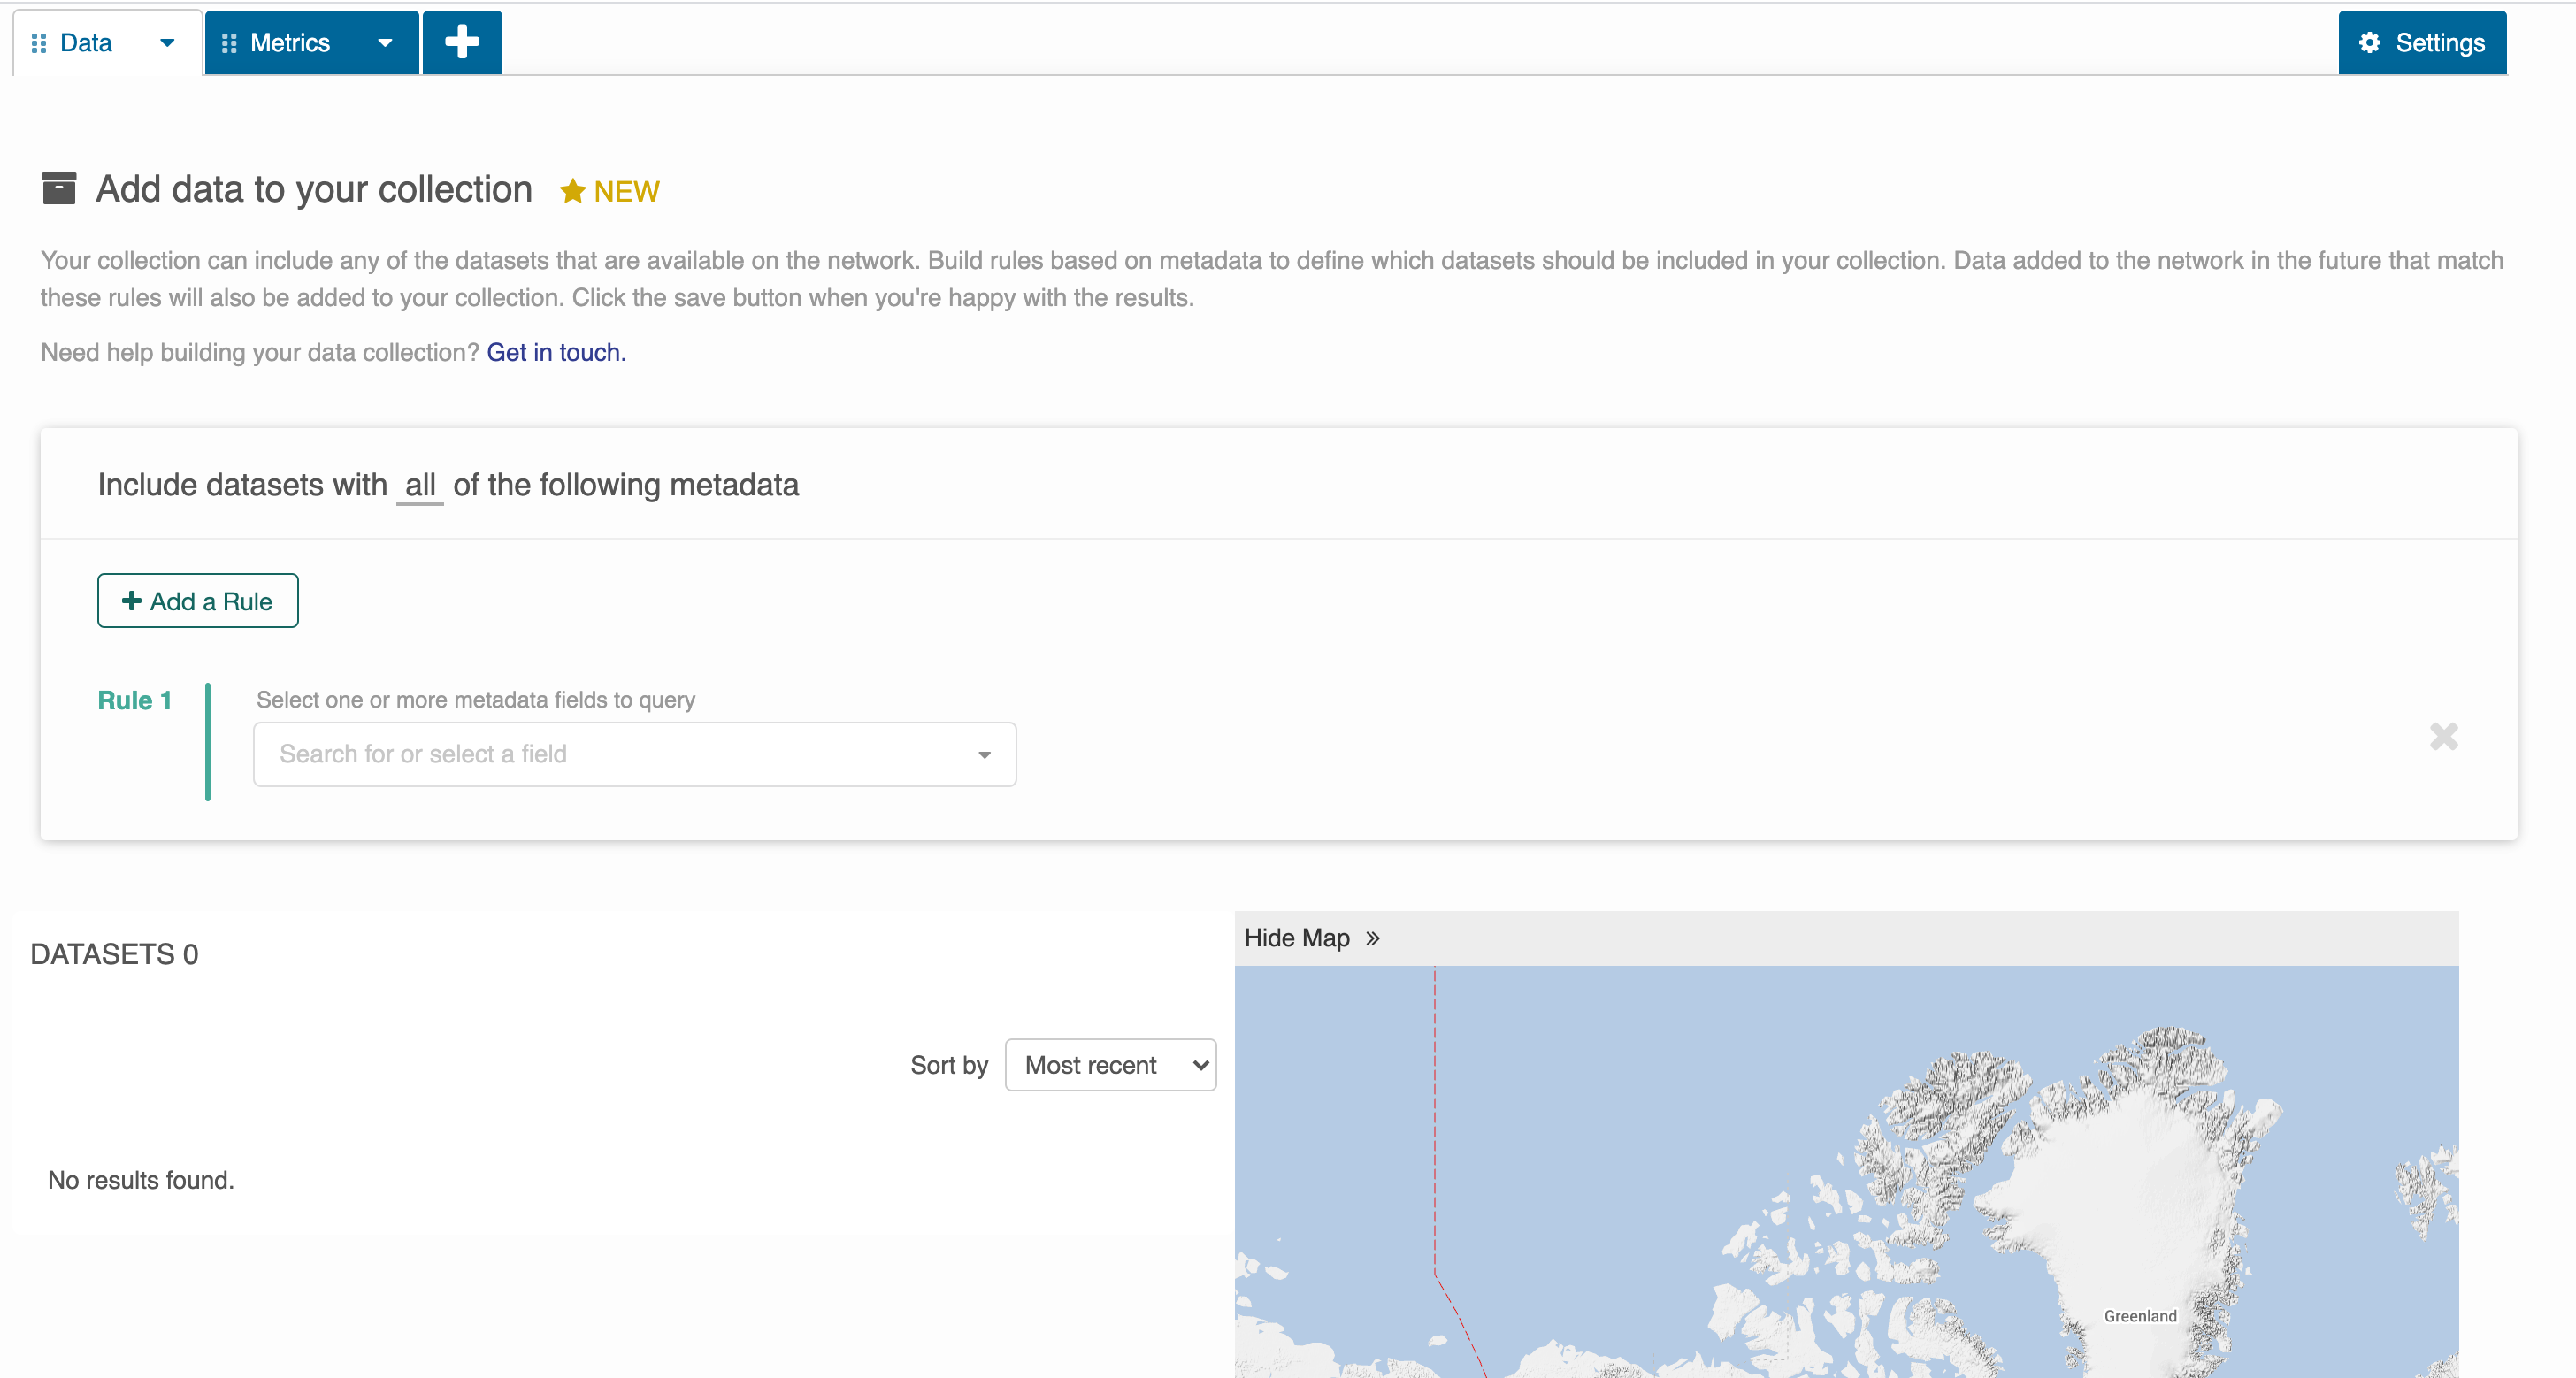 Data
Metrics
Settings
Add data to your collection
NEW
Your collection can include any of the datasets that are available on the network. Build rules based on metadata to define which datasets should be included in your collection. Data added to the network in the future that match
these rules will also be added to your collection. Click the save button when you're happy with the results.
Need help building your data collection? Get in touch.
Include datasets with all of the following metadata
Add a Rule
Rule 1
Select one or more metadata fields to query
Search for or select a field
DATASETS 0
Hide Map »
Sort by
Most recent
No results found.
Greenland